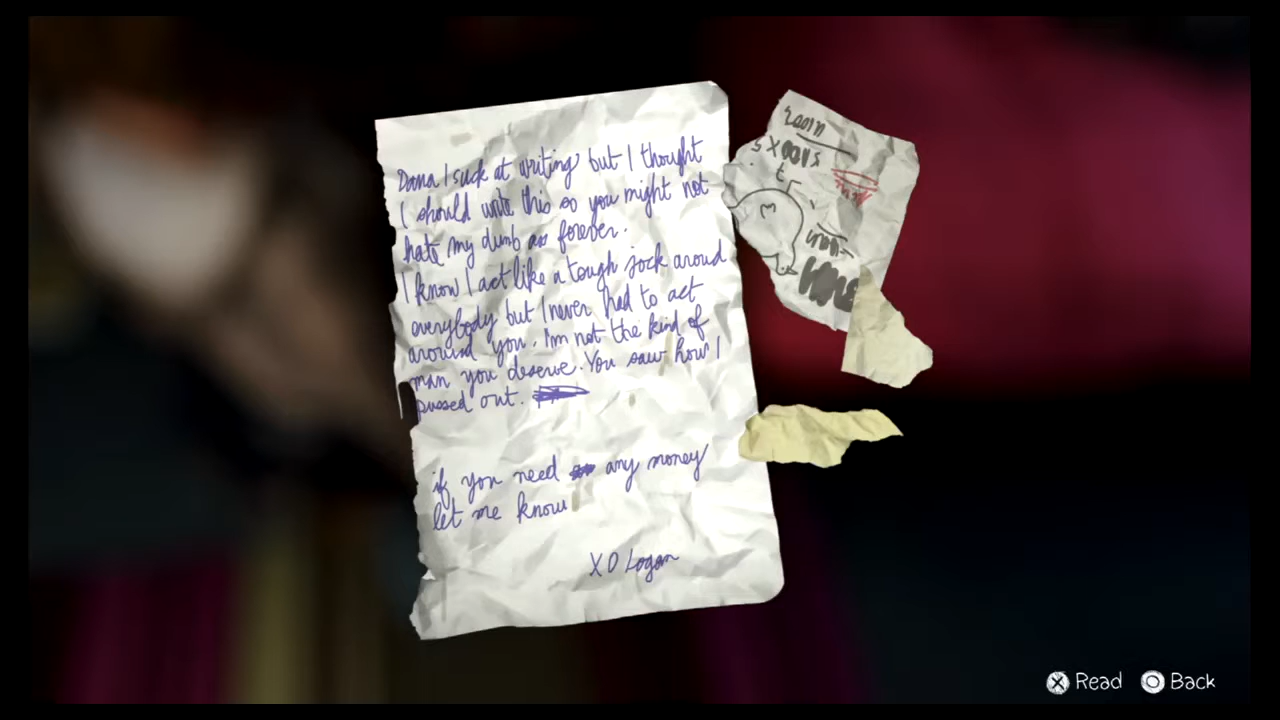 Dana I suck at writing but I thought
I should write this so you might not
hate my dumb ass forever.
I know I act like a tough jock around
everybody but I never had to act
around you. I'm not the kind of
man you deserve. You saw how I
pussed out.
if you need any money
let me know
XO Logan
Read Back